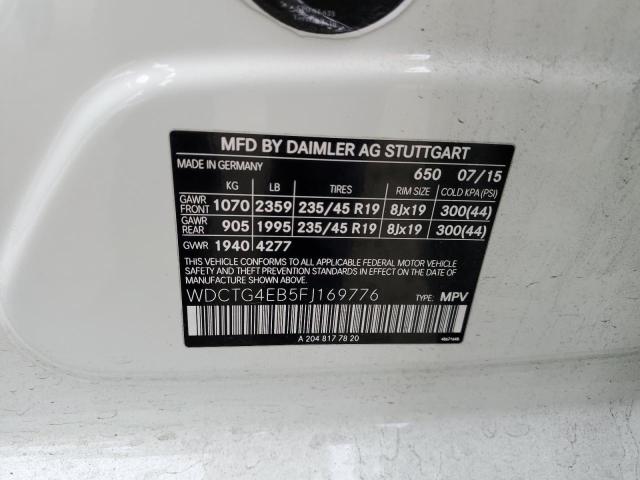 MFD BY DAIMLER AG STUTTGART
MADE IN GERMANY 650 07/15
KG LB TIRES RIM SIZE COLD KPA(PSI)
GAWR FRONT 1070 2359 235/45 R19 8Jx19 300(44)
GAWR REAR 905 1995 235/45 R19 8Jx19 300(44)
GVWR 1940 4277
THIS VEHICLE CONFORMS TO ALL APPLICABLE FEDERAL MOTOR VEHICLE
SAFETY, BUMPER, AND THEFT PREVENTION STANDARDS IN EFFECT ON THE DATE
OF MANUFACTURE SHOWN ABOVE.
WDCTG4EB5FJ169776 TYPE: MPV
A 204 817 78 20